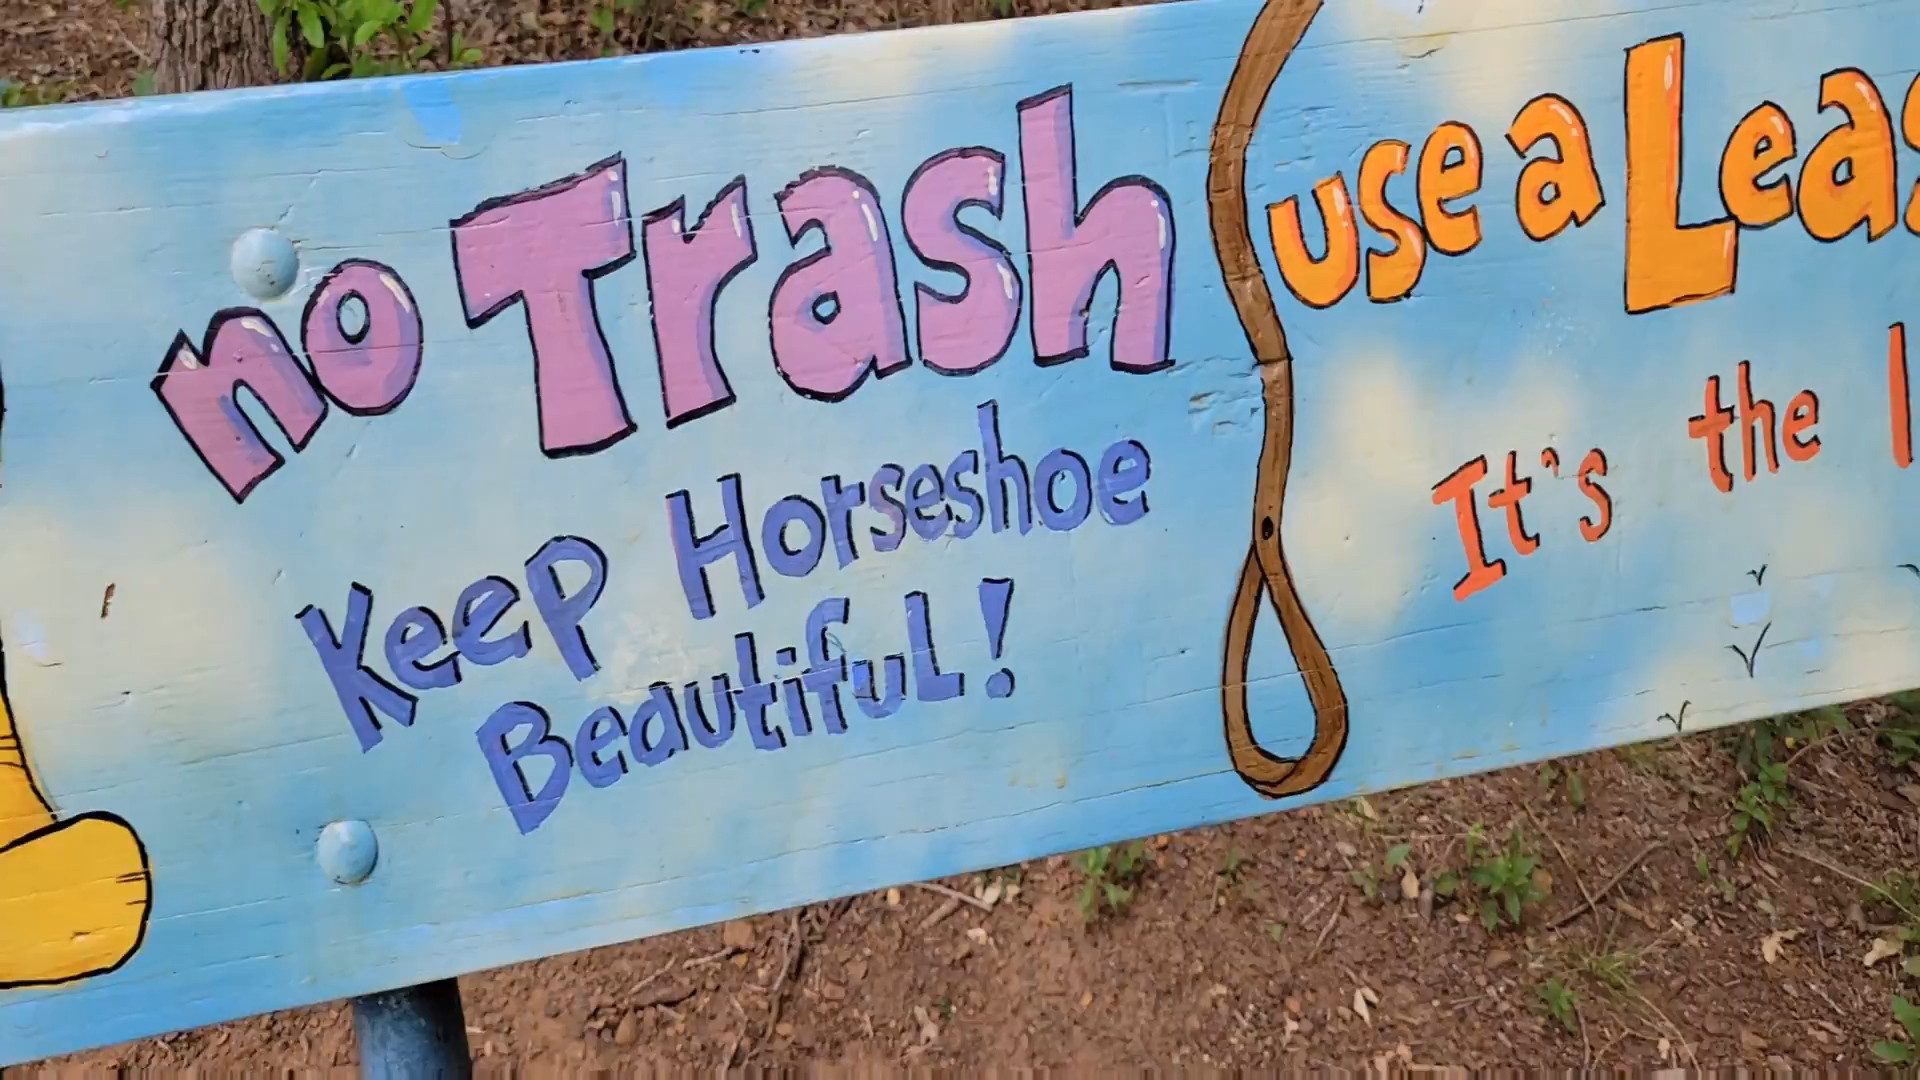 no Trash
Keep Horseshoe
Beautiful!
use a
It's the